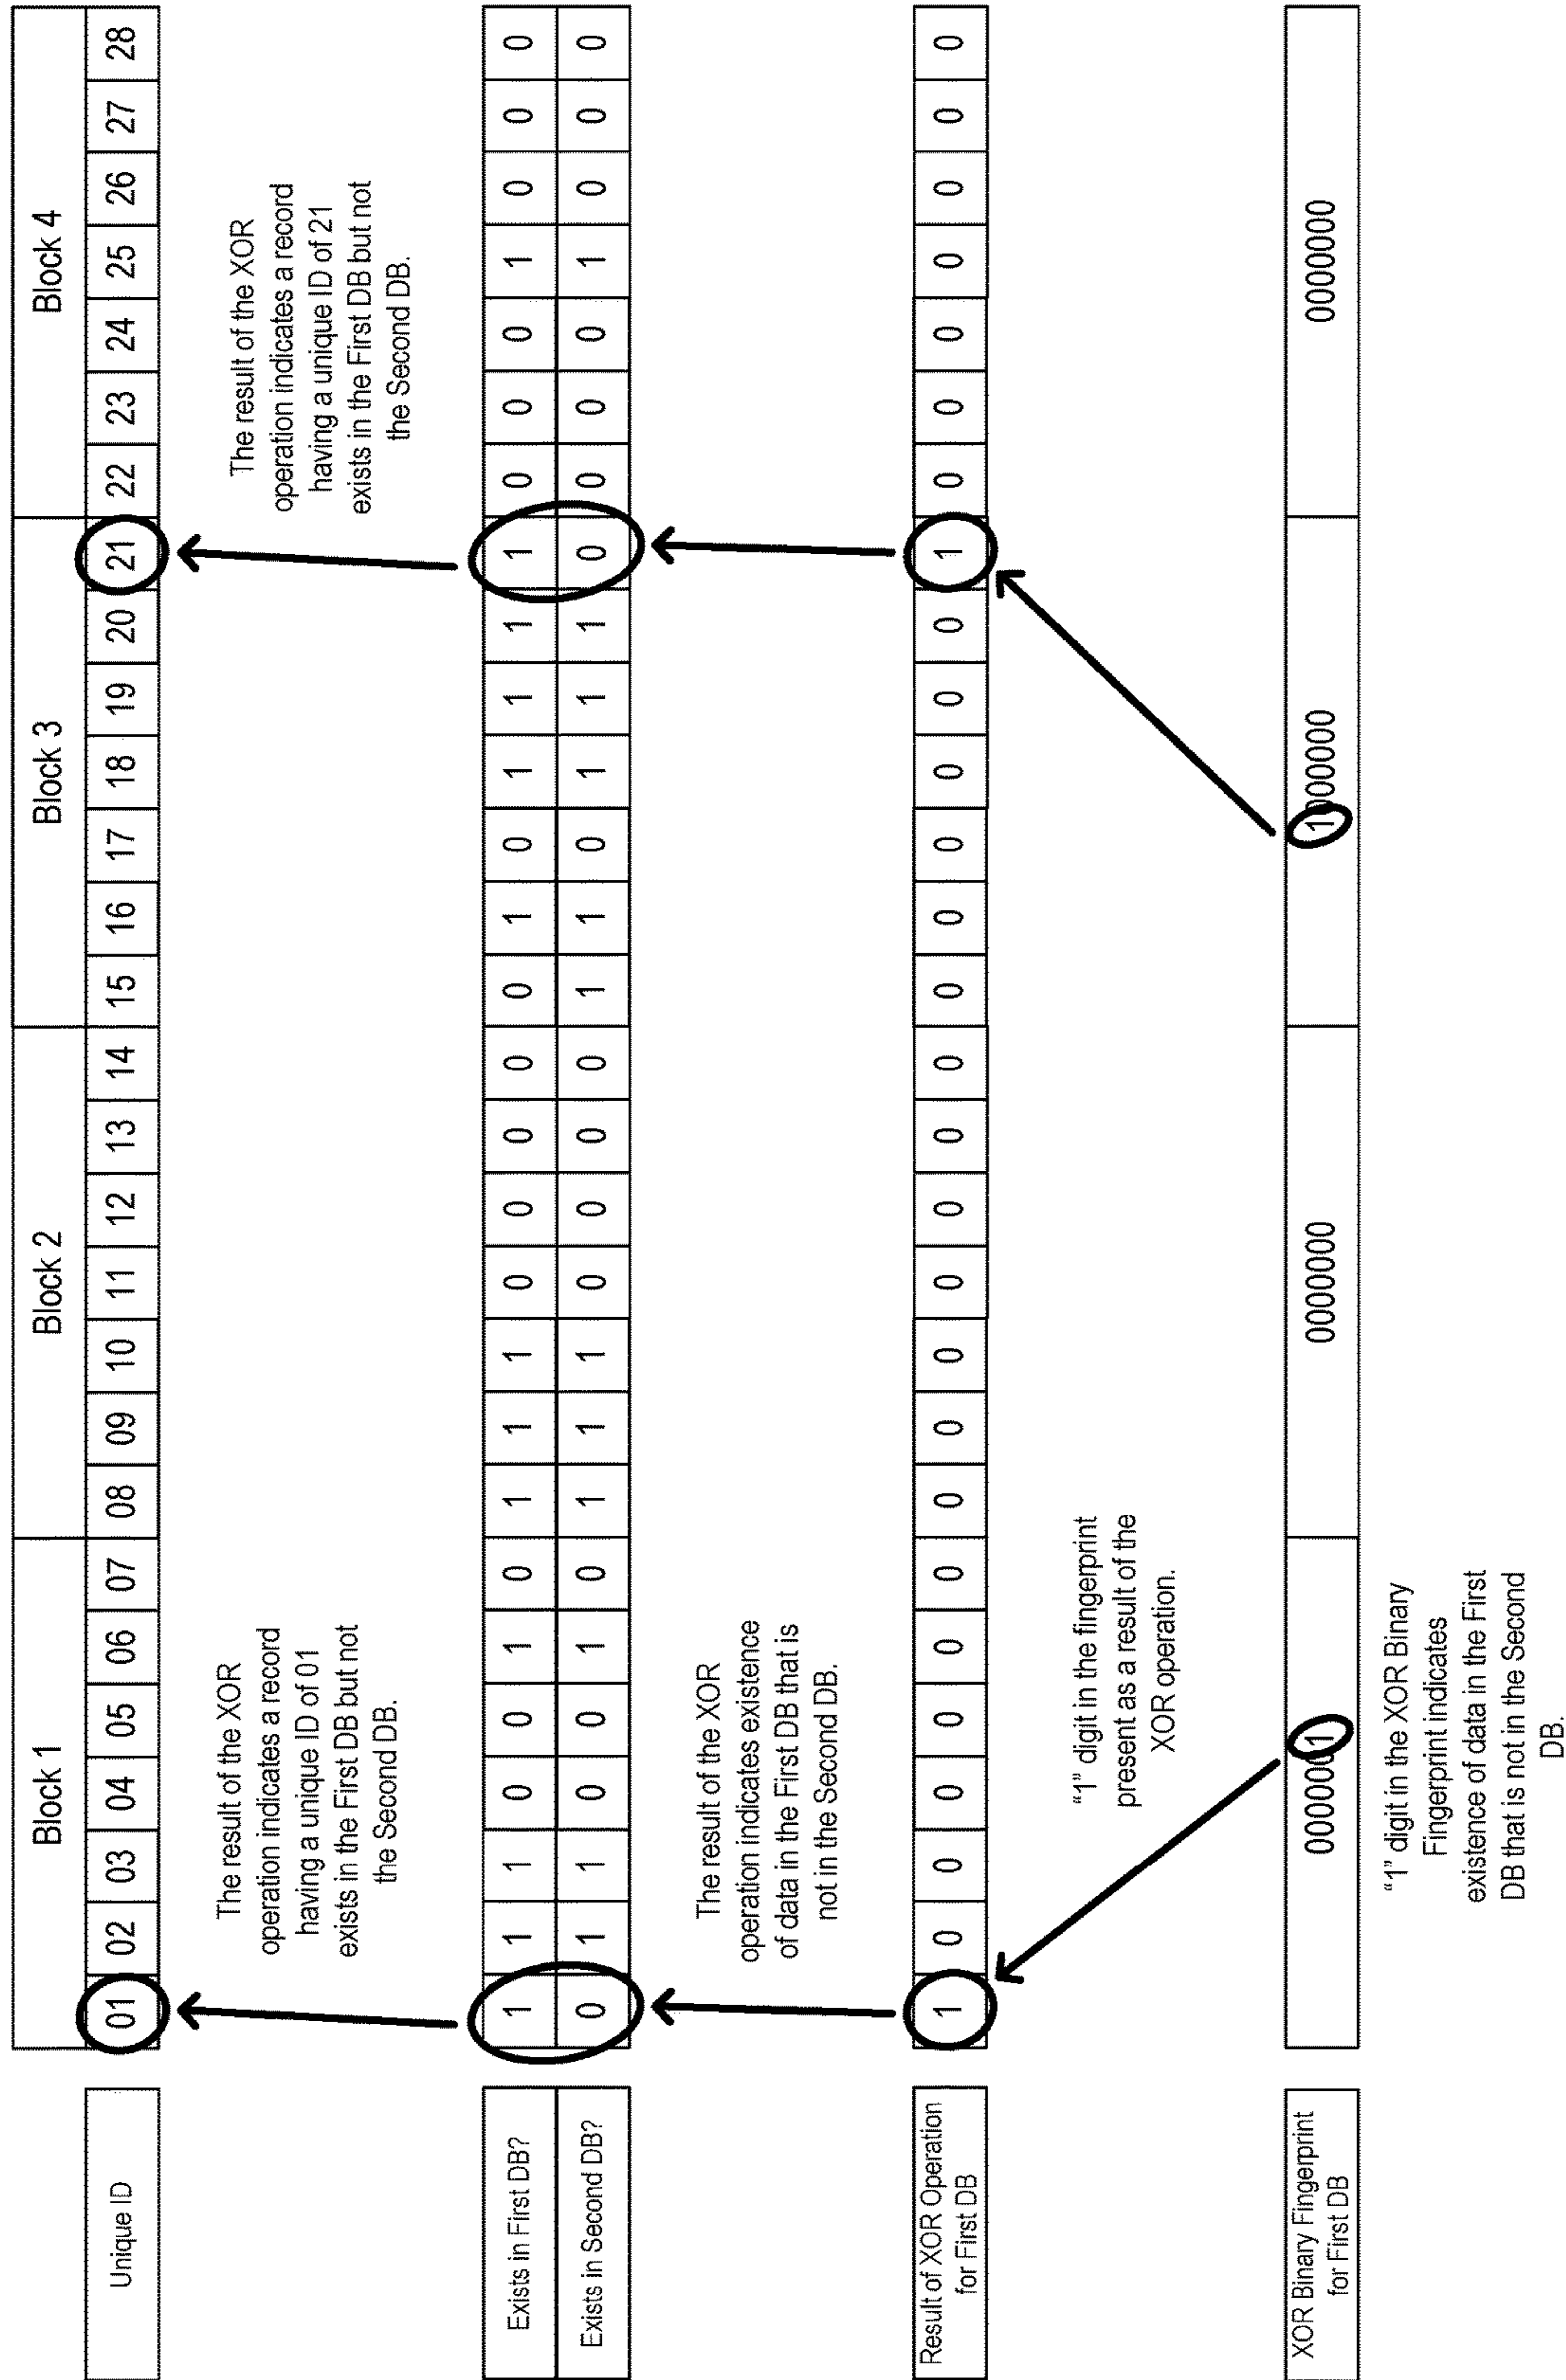 Block 1 Block 2 Block 3 Block 4
Unique ID 01 02 03 04 05 06 07 08 09 10 11 12 13 14 15 16 17 18 19 20 21 22 23 24 25 26 27 28
The result of the XOR
operation indicates a record
having a unique ID of 01
exists in the First DB but not
the Second DB.
The result of the XOR
operation indicates a record
having a unique ID of 21
exists in the First DB but not
the Second DB.
Exists in First DB? 1 1 1 0 0 1 0 1 1 1 0 0 0 0 0 1 0 1 1 1 1 0 0 0 1 0 0 0
Exists in Second DB? 0 1 1 0 0 1 0 1 1 1 0 0 0 0 1 1 0 1 1 1 0 0 0 0 1 0 0 0
The result of the XOR
operation indicates existence
of data in the First DB that is
not in the Second DB.
Result of XOR Operation
for First DB
1 0 0 0 0 0 0 0 0 0 0 0 0 0 0 0 0 0 0 0 1 0 0 0 0 0 0 0
"1" digit in the fingerprint
present as a result of the
XOR operation.
XOR Binary Fingerprint
for First DB
0000001 0000000 1000000 0000000
"1" digit in the XOR Binary
Fingerprint indicates
existence of data in the First
DB that is not in the Second
DB.